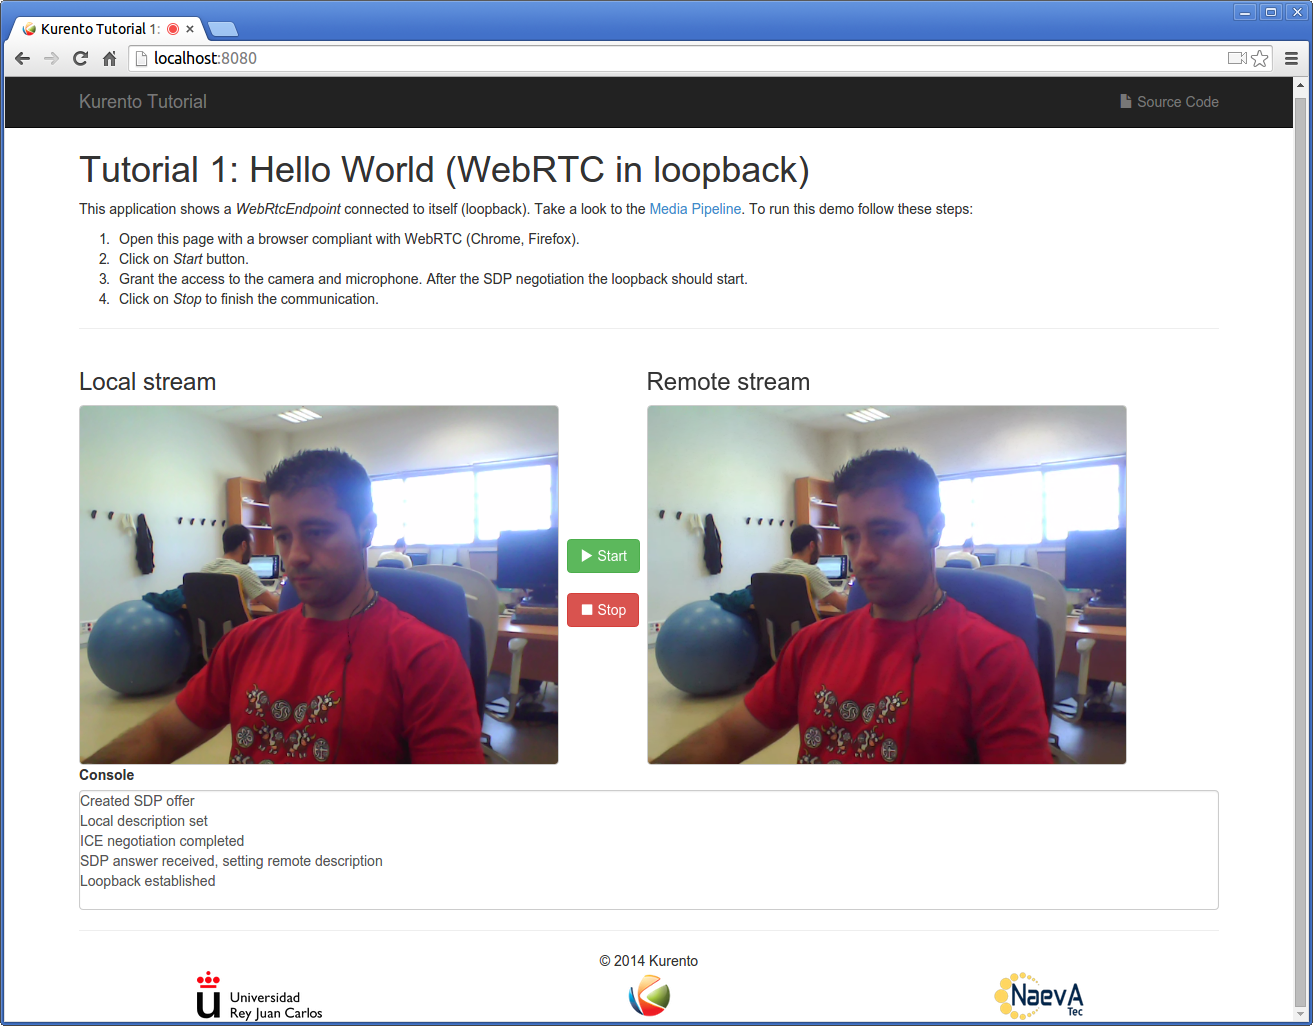 Kurento Tutorial 1:
localhost:8080
Kurento Tutorial
Source Code
Tutorial 1: Hello World (WebRTC in loopback)
This application shows a WebRtcEndpoint connected to itself (loopback). Take a look to the Media Pipeline. To run this demo follow these steps:
1. Open this page with a browser compliant with WebRTC (Chrome, Firefox).
2. Click on Start button.
3. Grant the access to the camera and microphone. After the SDP negotiation the loopback should start.
4. Click on Stop to finish the communication.
Local stream
Remote stream
Start
Stop
Console
Created SDP offer
Local description set
ICE negotiation completed
SDP answer received, setting remote description
Loopback established
© 2014 Kurento
u
Universidad
Rey Juan Carlos
NaevA
Tec